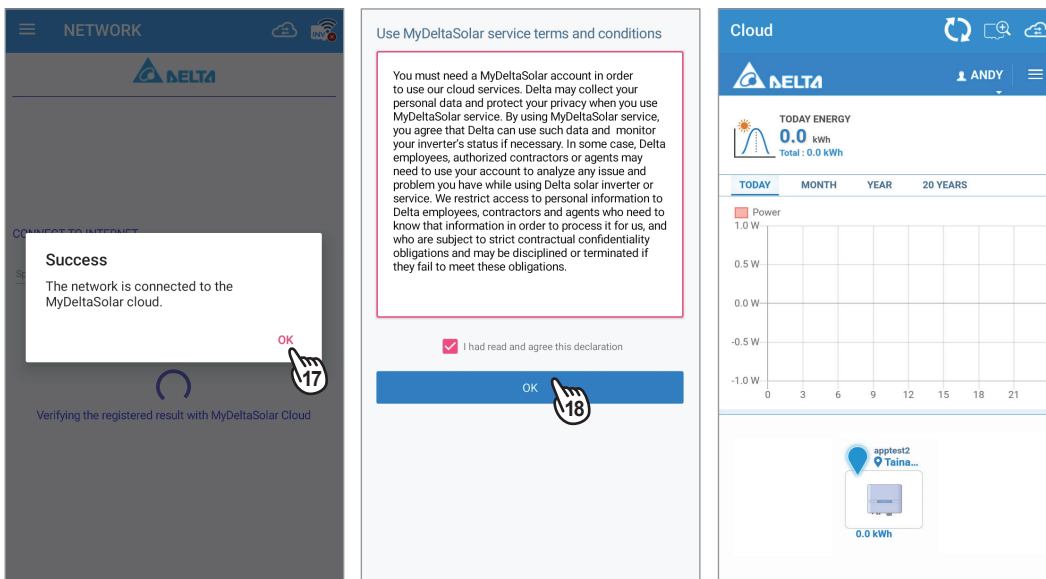 NETWORK
INV
DELTA
CONNECT TO INTERNET
Sp
Success
The network is connected to the
MyDeltaSolar cloud.
OK
17
Verifying the registered result with MyDeltaSolar Cloud
Use MyDeltaSolar service terms and conditions
You must need a MyDeltaSolar account in order
to use our cloud services. Delta may collect your
personal data and protect your privacy when you use
MyDeltaSolar service. By using MyDeltaSolar service,
you agree that Delta can use such data and monitor
your inverter's status if necessary. In some case, Delta
employees, authorized contractors or agents may
need to use your account to analyze any issue and
problem you have while using Delta solar inverter or
service. We restrict access to personal information to
Delta employees, contractors and agents who need to
know that information in order to process it for us, and
who are subject to strict contractual confidentiality
obligations and may be disciplined or terminated if
they fail to meet these obligations.
I had read and agree this declaration
OK
18
Cloud
DELTA
ANDY
TODAY ENERGY
0.0 kWh
Total : 0.0 kWh
TODAY MONTH YEAR 20 YEARS
Power
1.0 W
0.5 W
0.0 W
-0.5 W
-1.0 W
0 3 6 9 12 15 18 21
apptest2
Taina...
0.0 kWh